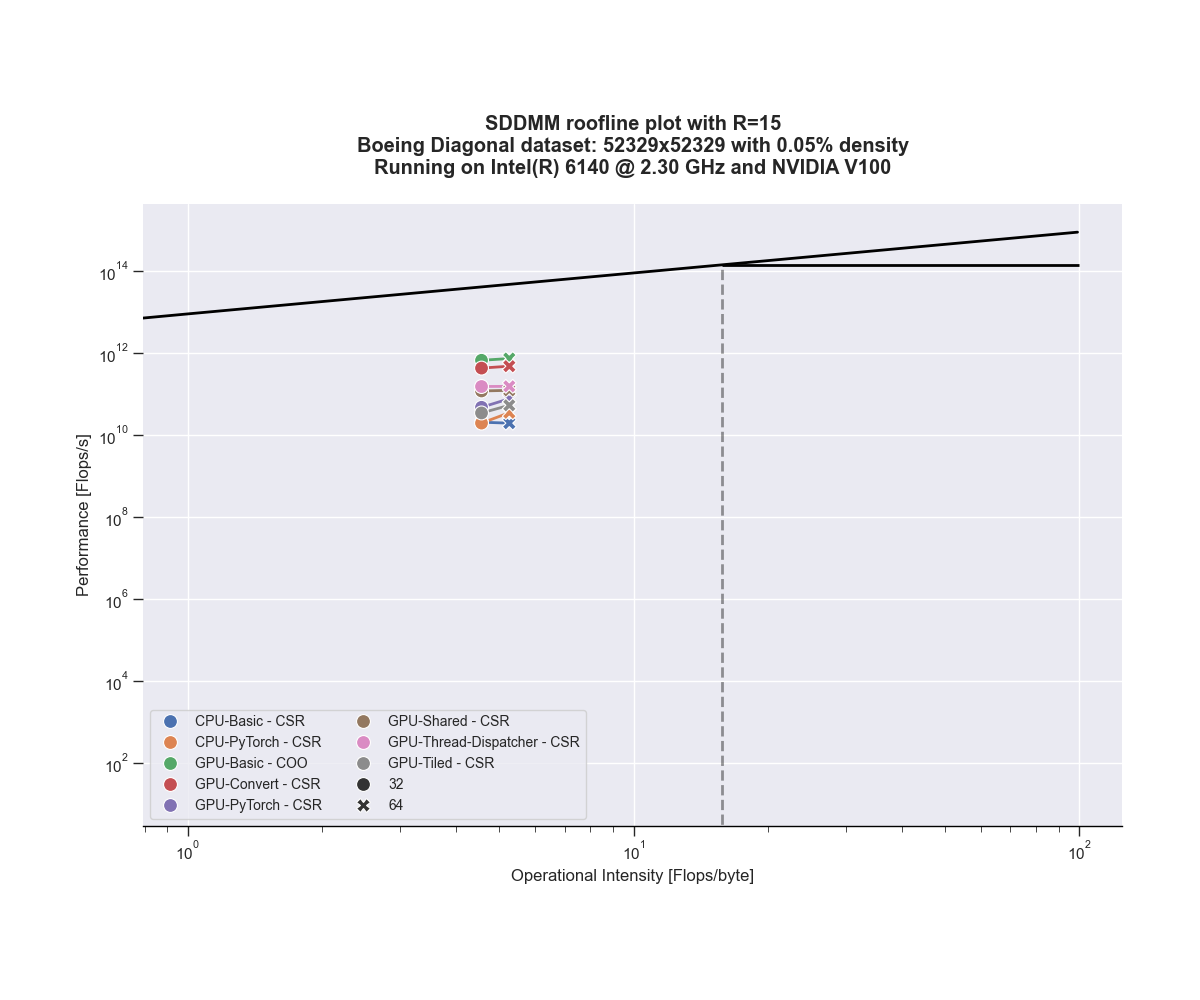 SDDMM roofline plot with R=15
Boeing Diagonal dataset: 52329x52329 with 0.05% density
Running on Intel(R) 6140 @ 2.30 GHz and NVIDIA V100
10^14
10^12
10^10
10^8
10^6
10^4
10^2
Performance [Flops/s]
CPU-Basic - CSR
CPU-PyTorch - CSR
GPU-Basic - COO
GPU-Convert - CSR
GPU-PyTorch - CSR
GPU-Shared - CSR
GPU-Thread-Dispatcher - CSR
GPU-Tiled - CSR
32
64
10^0
10^1
10^2
Operational Intensity [Flops/byte]